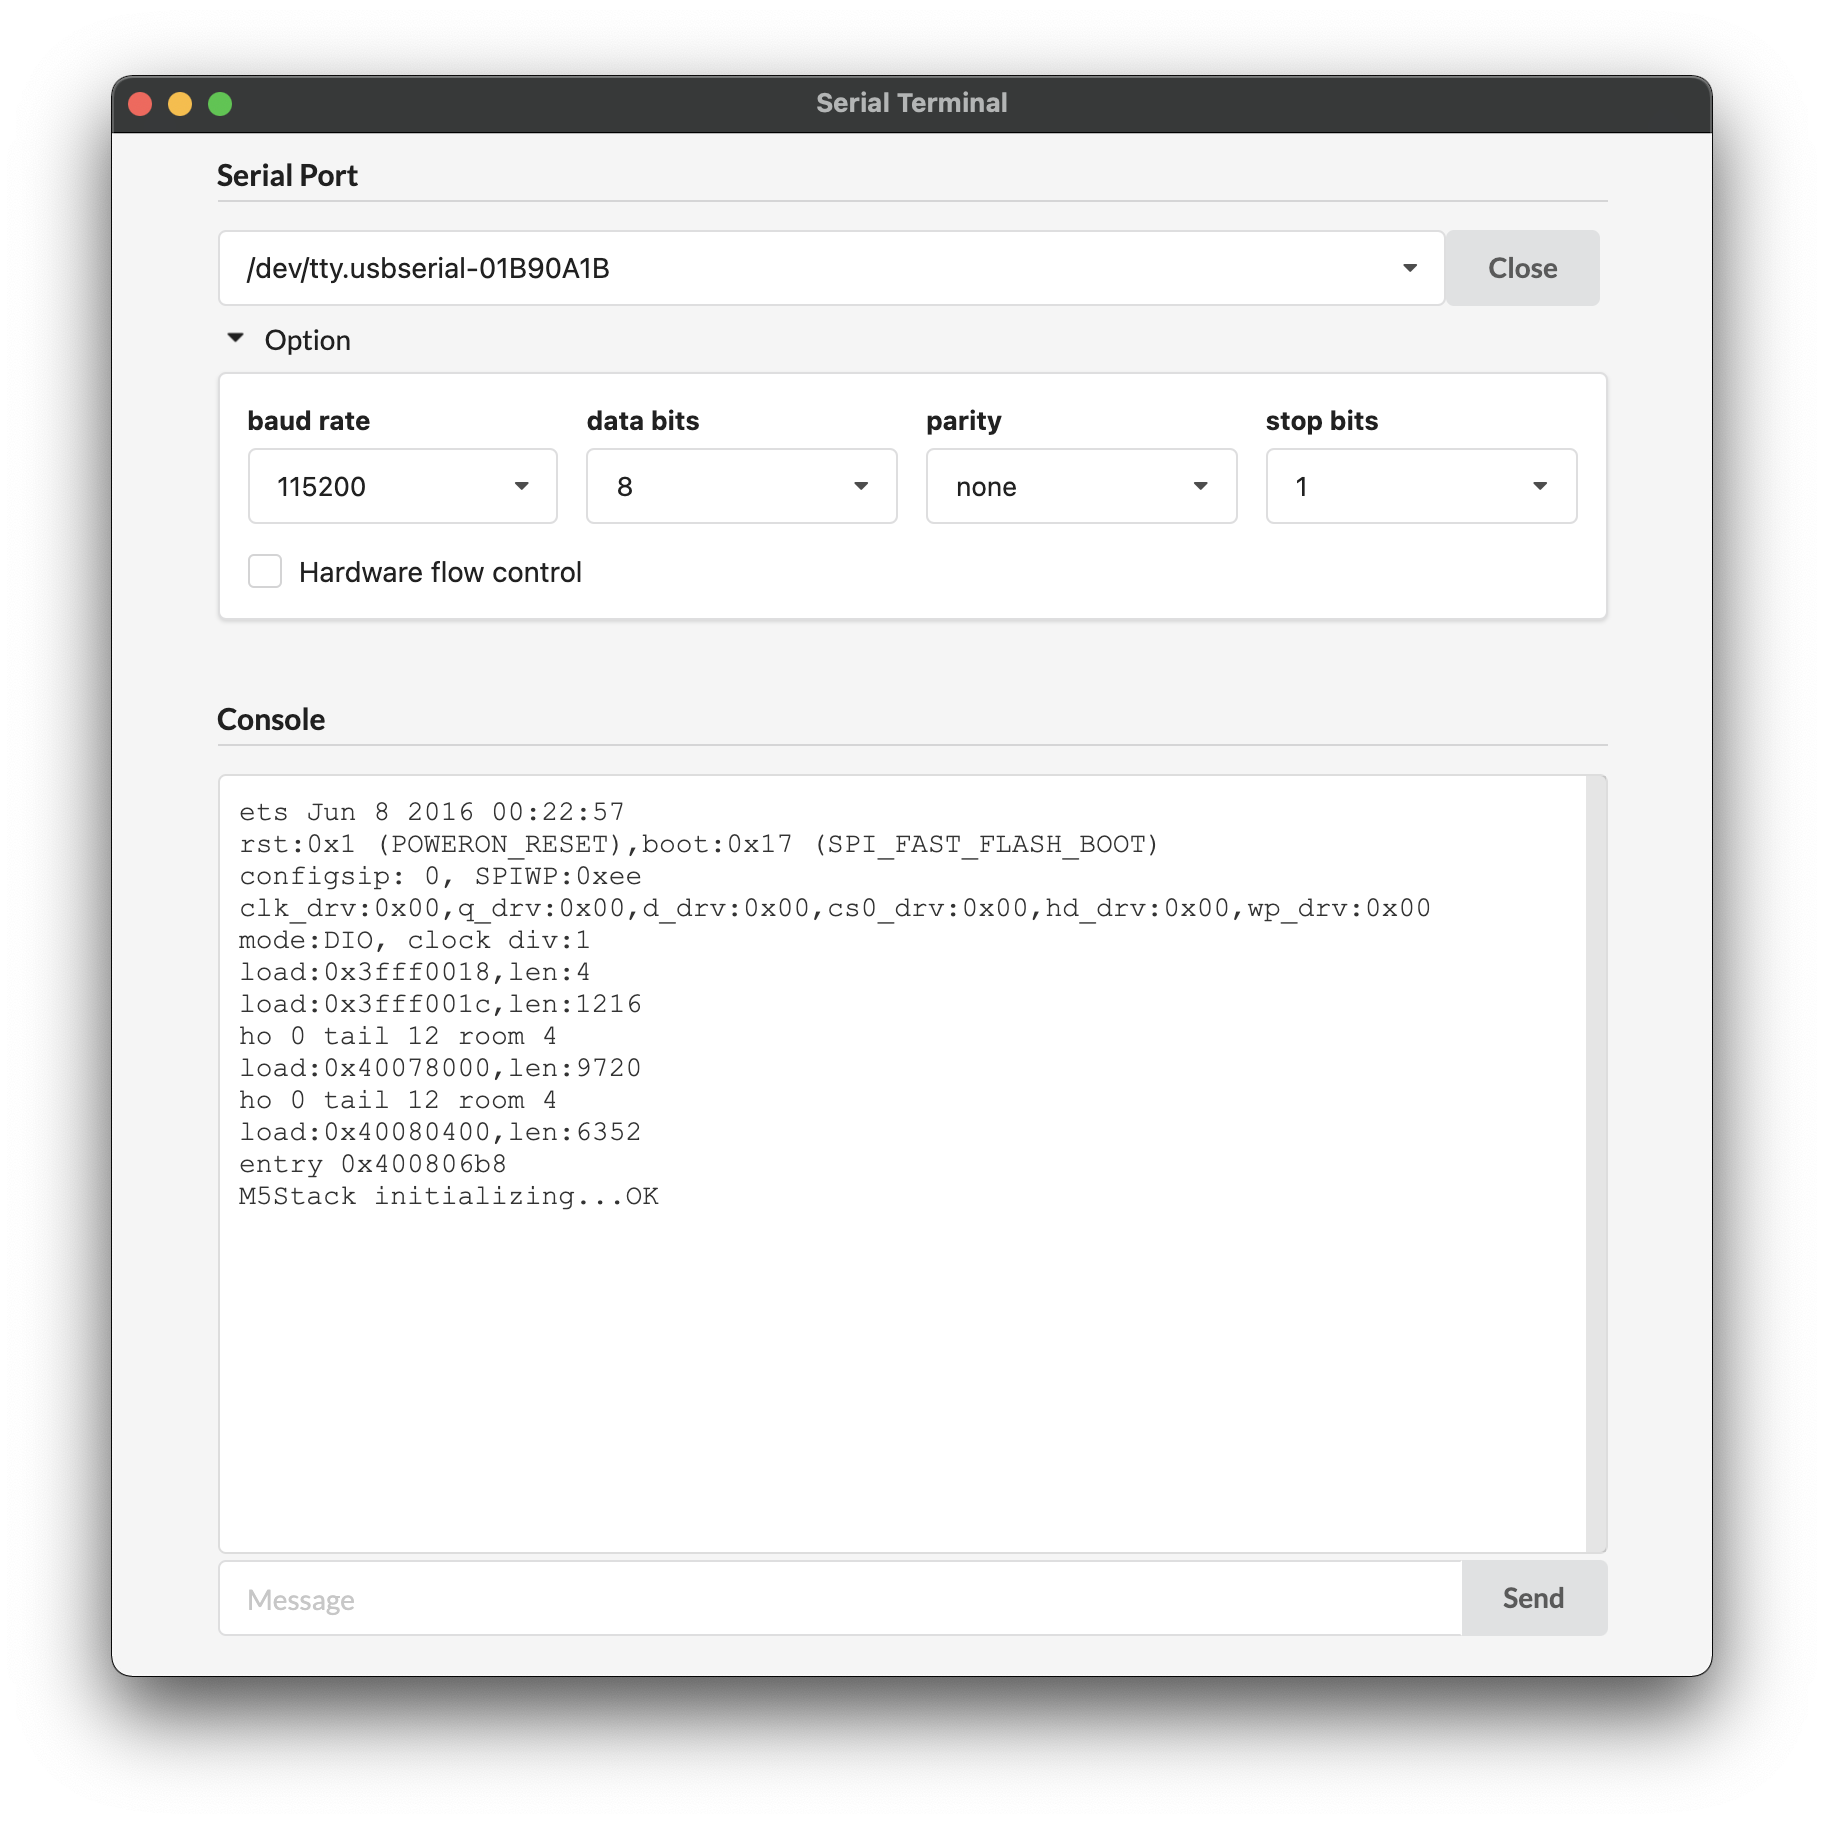 Serial Terminal
Serial Port
/dev/tty.usbserial-01B90A1B
Close
Option
baud rate data bits parity stop bits
115200 8 none 1
Hardware flow control
Console
ets Jun 8 2016 00:22:57
rst:0x1 (POWERON_RESET),boot:0x17 (SPI_FAST_FLASH_BOOT)
configsip: 0, SPIWP:0xee
clk_drv:0x00,q_drv:0x00,d_drv:0x00,cs0_drv:0x00,hd_drv:0x00,wp_drv:0x00
mode:DIO, clock div:1
load:0x3fff0018,len:4
load:0x3fff001c,len:1216
ho 0 tail 12 room 4
load:0x40078000,len:9720
ho 0 tail 12 room 4
load:0x40080400,len:6352
entry 0x400806b8
M5Stack initializing...OK
Message
Send